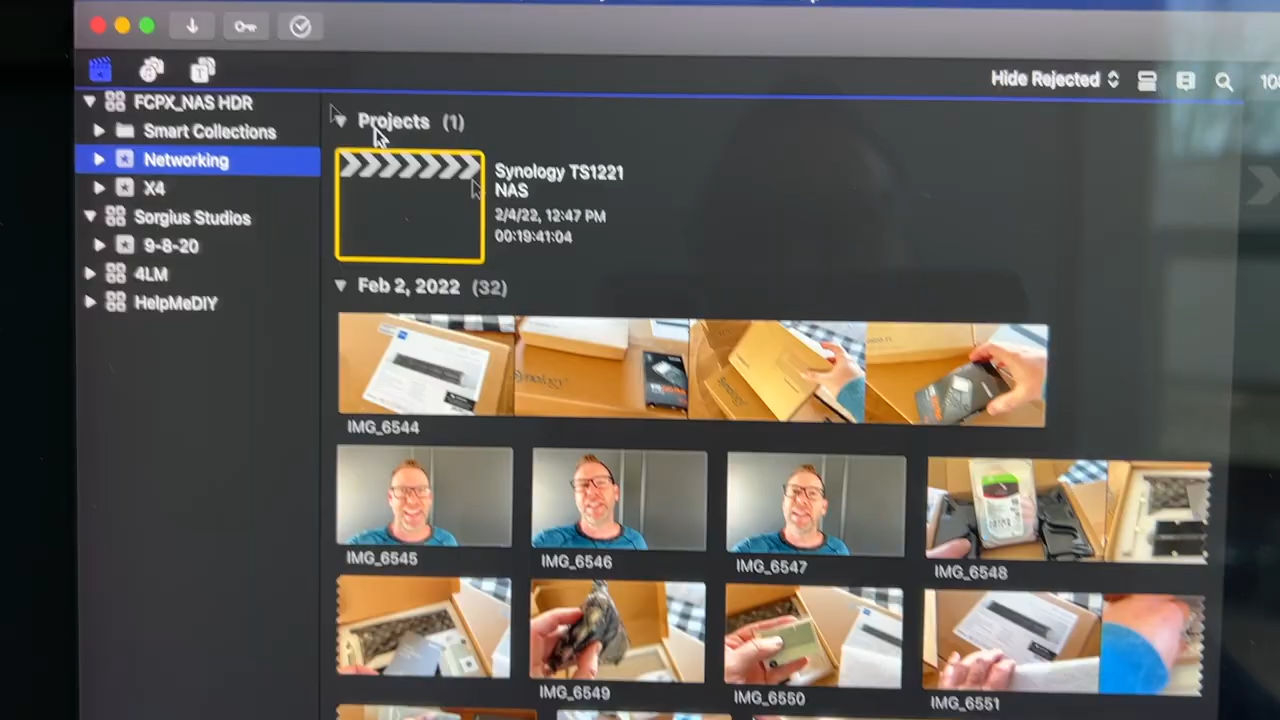 Hide Rejected
10
FCPX_NAS HDR
Smart Collections
Networking
X4
Sorgius Studios
9-8-20
4LM
HelpMeDIY
Projects (1)
Synology TS1221
NAS
2/4/22, 12:47 PM
00:19:41:04
Feb 2, 2022 (32)
Synology
IMG_6544
IMG_6545
IMG_6546
IMG_6547
IMG_6548
IMG_6549
IMG_6550
IMG_6551